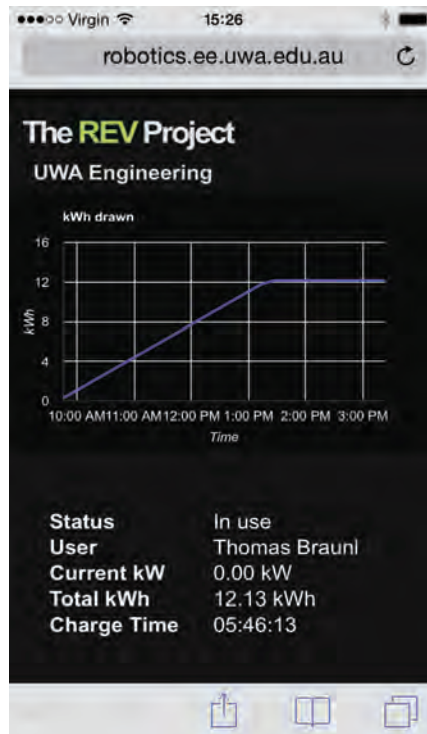 Virgin 15:26
robotics.ee.uwa.edu.au
The REV Project
UWA Engineering
kWh drawn
16
12
8
4
0
kWh
10:00 AM11:00 AM12:00 PM 1:00 PM 2:00 PM 3:00 PM
Time
Status In use
User Thomas Braunl
Current kW 0.00 kW
Total kWh 12.13 kWh
Charge Time 05:46:13